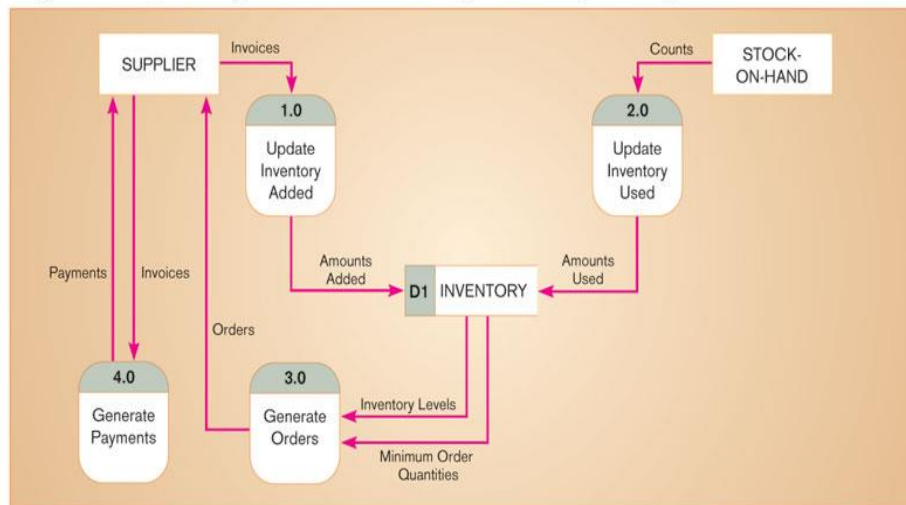 Invoices
SUPPLIER
Counts
STOCK-
ON-HAND
1.0
Update
Inventory
Added
2.0
Update
Inventory
Used
Payments
Invoices
Amounts
Added
D1 INVENTORY
Amounts
Used
Orders
4.0
Generate
Payments
3.0
Generate
Orders
Inventory Levels
Minimum Order
Quantities